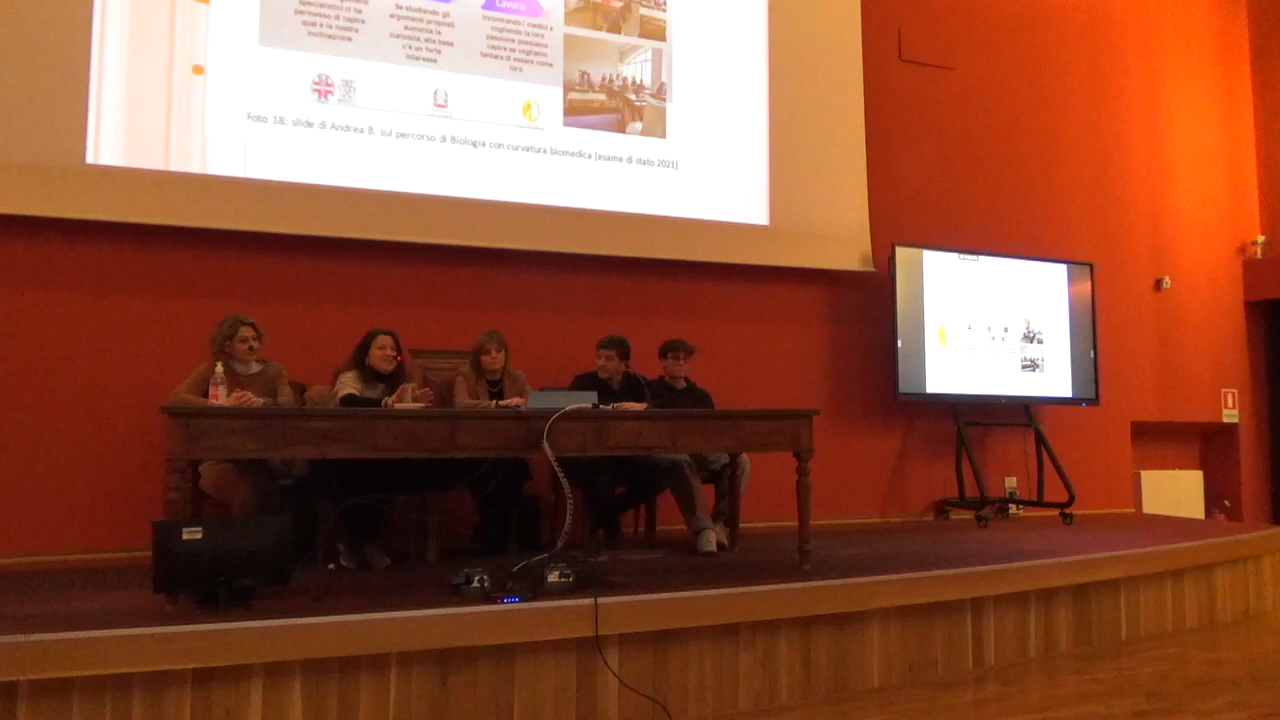 specialistici ci ha
permesso di capire
qual è la nostra
inclinazione
Se studiando gli
argomenti proposti
aumenta la
curiosità, alla base
c'è un forte
interesse
Lavoro
Incontrando i medici e
cogliendo la loro
passione possiamo
capire se vogliamo
tentare di essere come
loro
Foto 18: slide di Andrea B. sul percorso di Biologia con curvatura biomedica (esame di stato 2021)